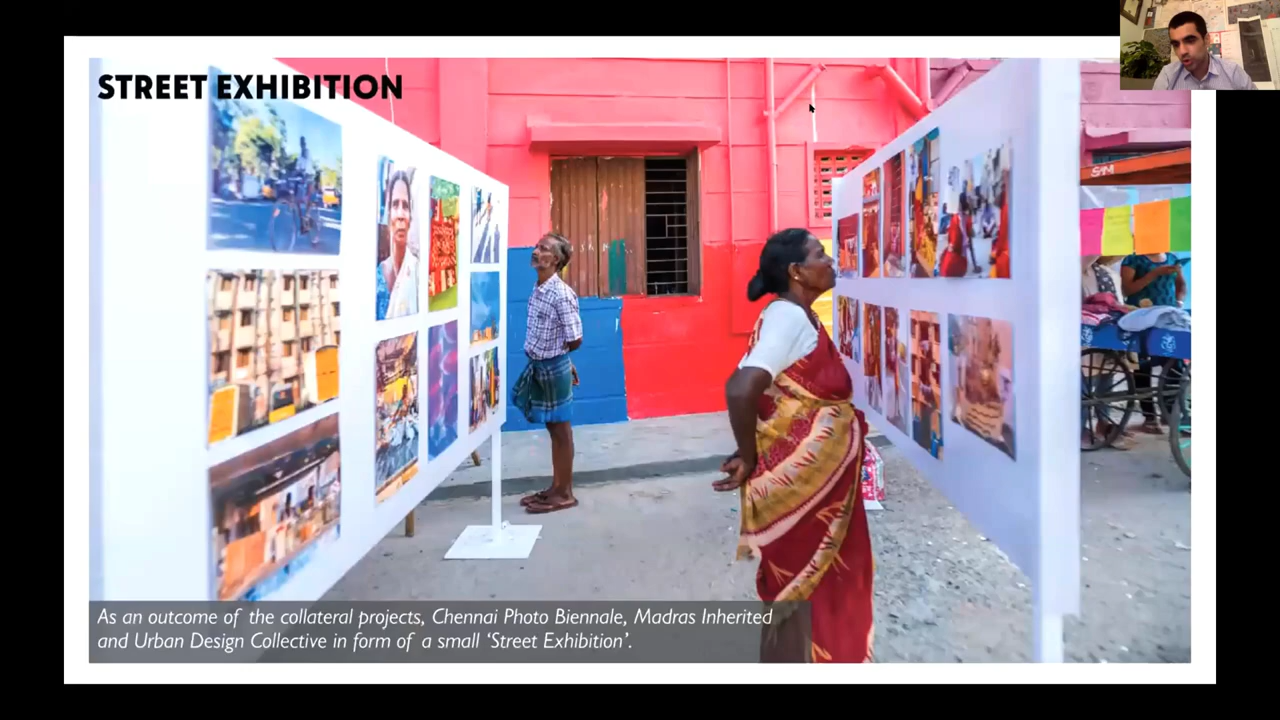 STREET EXHIBITION
SM
As an outcome of the collateral projects, Chennai Photo Biennale, Madras Inherited
and Urban Design Collective in form of a small ‘Street Exhibition’.